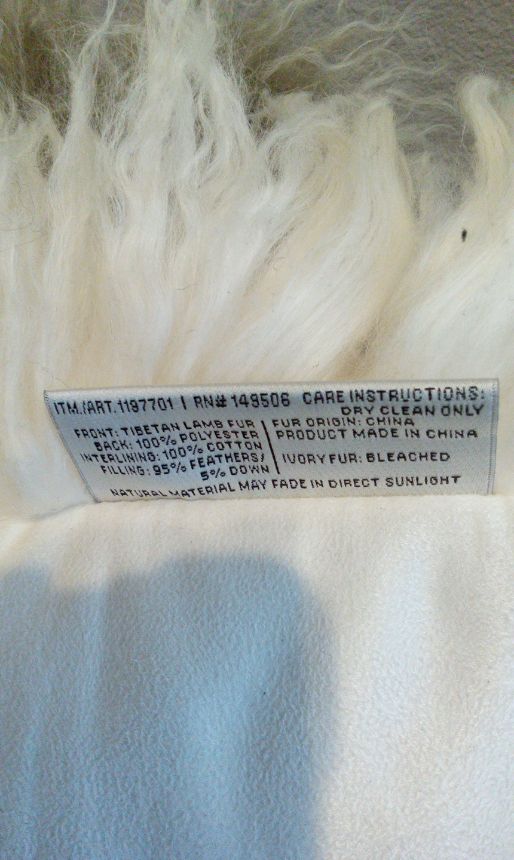 ITM./ART. 1197701 | RN# 149506 CARE INSTRUCTIONS:
DRY CLEAN ONLY
FRONT: TIBETAN LAMB FUR
BACK: 100% POLYESTER
INTERLINING: 100% COTTON
FILLING: 95% FEATHERS/
5% DOWN
FUR ORIGIN: CHINA
PRODUCT MADE IN CHINA
IVORY FUR: BLEACHED
NATURAL MATERIAL MAY FADE IN DIRECT SUNLIGHT